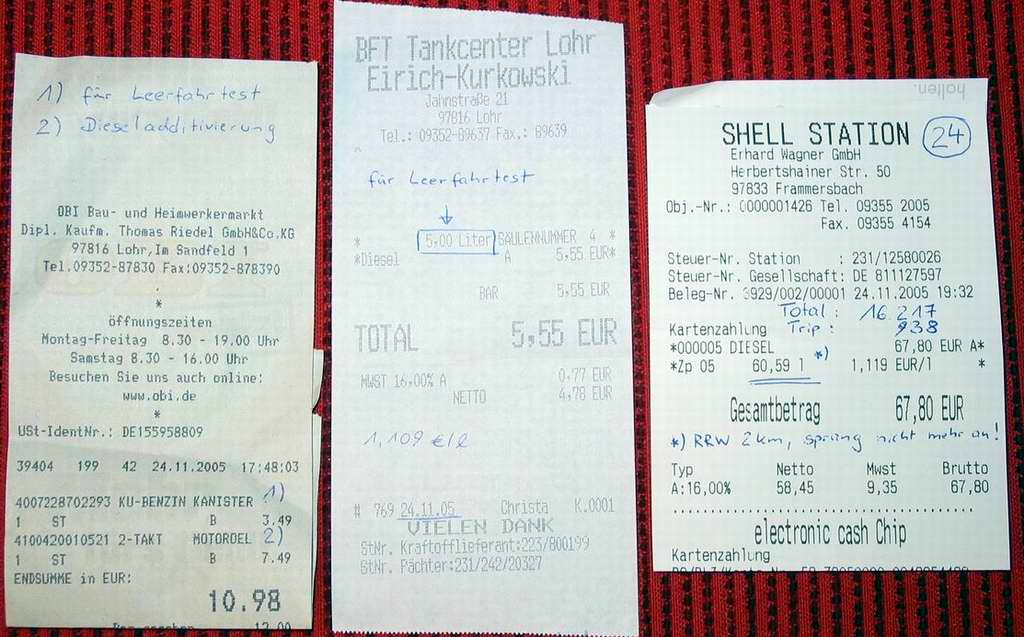 1) für Leerfahrtest
2) Dieseladditivierung
OBI Bau- und Heimwerkermarkt
Dipl. Kaufm. Thomas Riedel GmbH&Co.KG
97816 Lohr,Im Sandfeld 1
Tel.09352-87830 Fax:09352-878390
.
*
öffnungszeiten
Montag-Freitag 8.30 - 19.00 Uhr
Samstag 8.30 - 16.00 Uhr
Besuchen Sie uns auch online:
www.obi.de
*
USt-IdentNr.: DE155958809
39404 199 42 24.11.2005 17:48:03
4007228702293 KU-BENZIN KANISTER 1)
1 ST B 3.49
4100420010521 2-TAKT MOTOROEL 2)
1 ST B 7.49
ENDSUMME in EUR:
10.98
BFT Tankcenter Lohr
Eirich-Kurkowski
Jahnstraße 21
97816 Lohr
Tel.: 09352-89637 Fax.: 89639
für Leerfahrtest
* 5,00 Liter SÄULENNUMMER 4 *
*Diesel A 5,55 EUR*
BAR 5,55 EUR
TOTAL 5,55 EUR
MWST 16,00% A 0,77 EUR
NETTO 4,78 EUR
1,109 €/l
# 769 24.11.05 Christa K.0001
VIELEN DANK
StNr. Kraftofflieferant:223/800199
StNr. Pächter:231/242/20327
hollen.
SHELL STATION 24
Erhard Wagner GmbH
Herbertshainer Str. 50
97833 Frammersbach
Obj.-Nr.: 0000001426 Tel. 09355 2005
Fax. 09355 4154
Steuer-Nr. Station : 231/12580026
Steuer-Nr. Gesellschaft: DE 811127597
Beleg-Nr. 3929/002/00001 24.11.2005 19:32
Total: 16.217
Kartenzahlung Trip: 938
*000005 DIESEL 67,80 EUR A*
*Zp 05 60,59 l *) 1,119 EUR/l *
Gesamtbetrag 67,80 EUR
*) RRW 2km, sprung nicht mehr an!
Typ Netto Mwst Brutto
A:16,00% 58,45 9,35 67,80
electronic cash Chip
Kartenzahlung